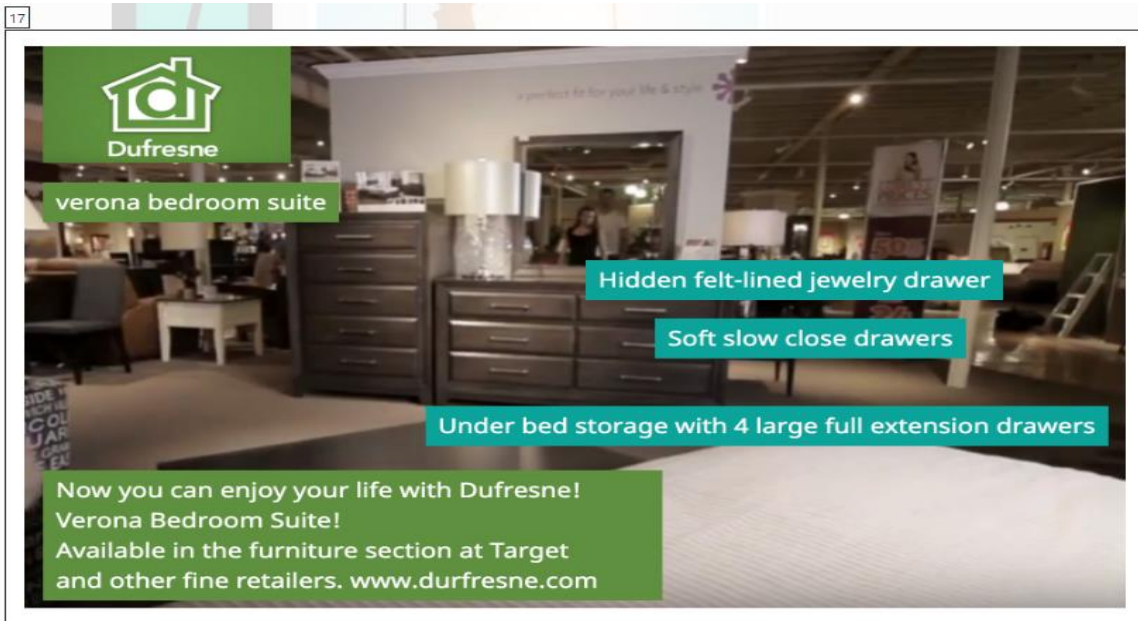 17
Dufresne
verona bedroom suite
a perfect fit for your life & style
Hidden felt-lined jewelry drawer
Soft slow close drawers
Under bed storage with 4 large full extension drawers
Now you can enjoy your life with Dufresne!
Verona Bedroom Suite!
Available in the furniture section at Target
and other fine retailers. www.durfresne.com